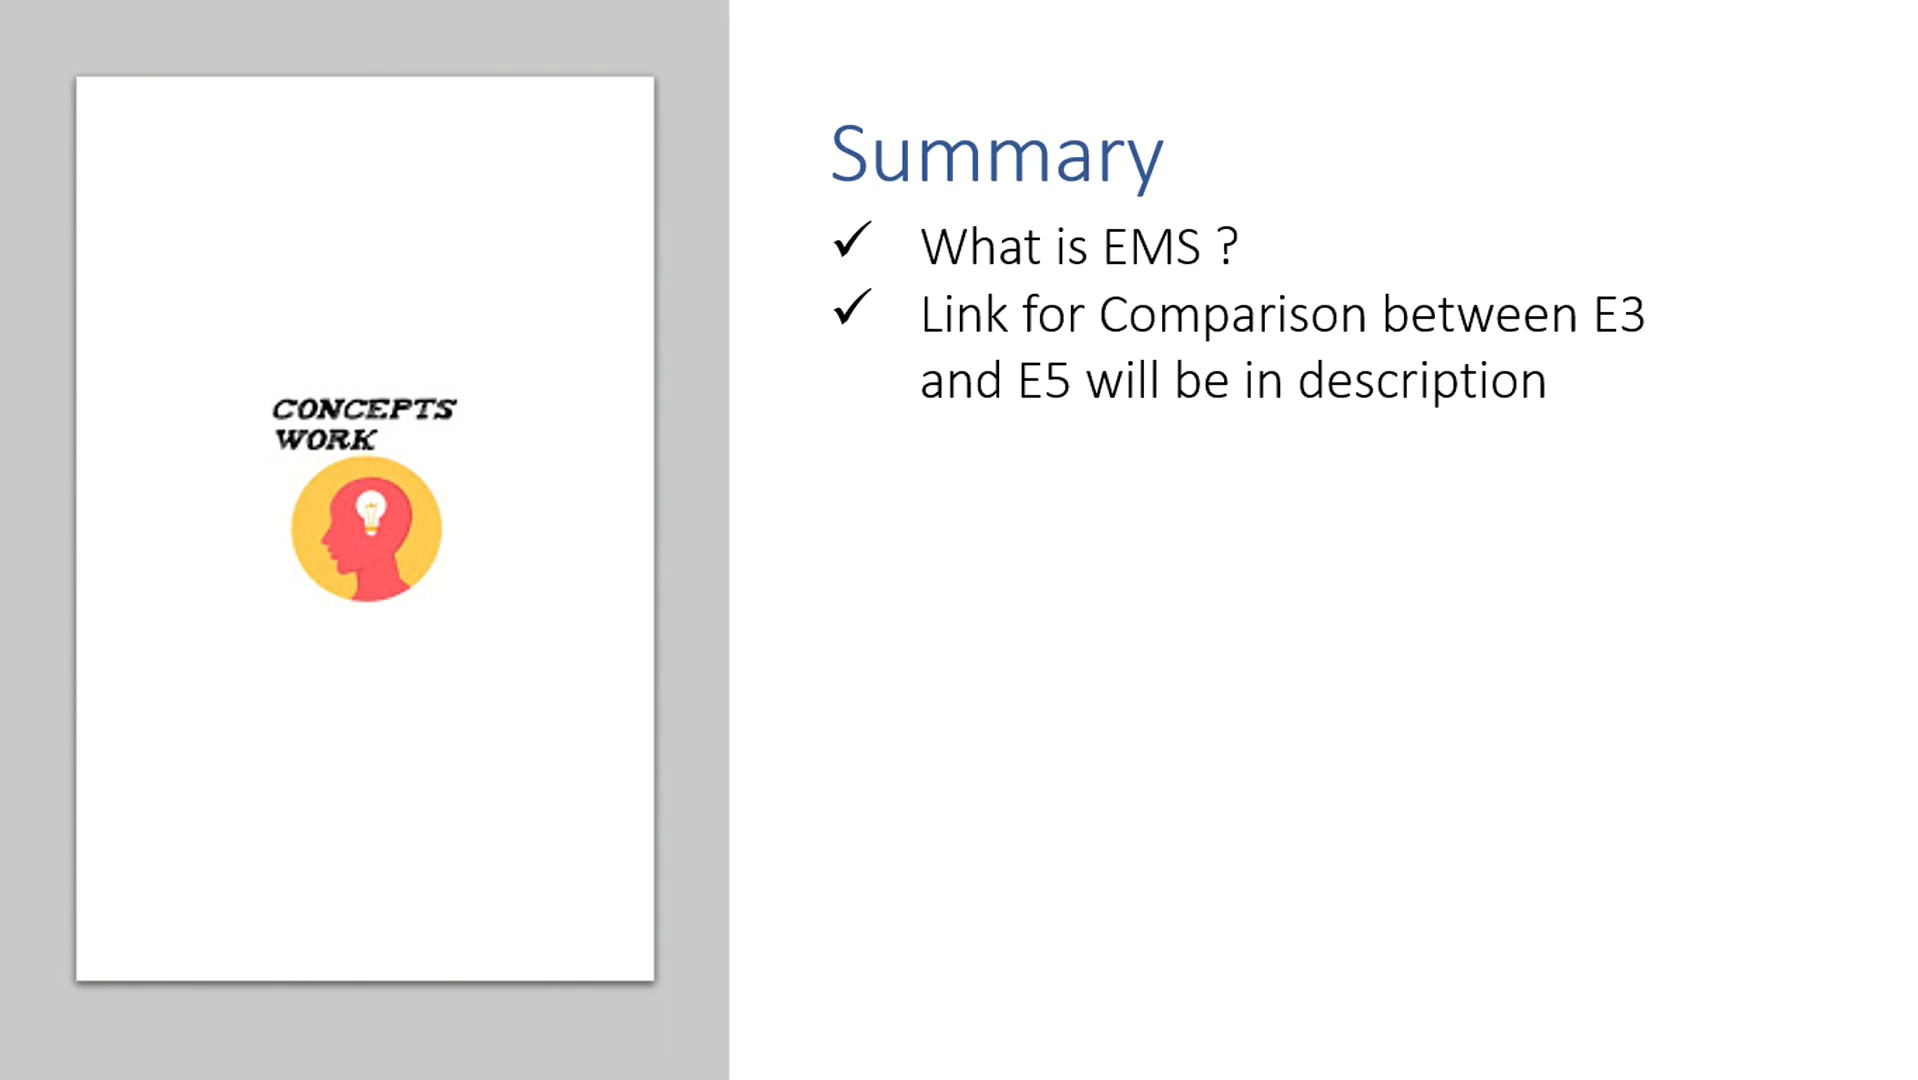 CONCEPTS
WORK
Summary
✓ What is EMS ?
✓ Link for Comparison between E3
and E5 will be in description